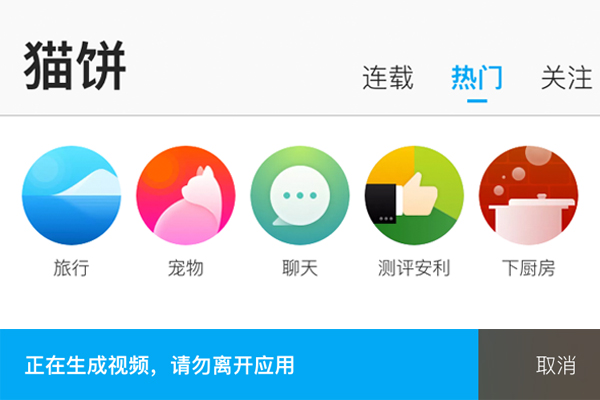 猫饼
连载 热门 关注
旅行 宠物 聊天 测评安利 下厨房
正在生成视频，请勿离开应用 取消